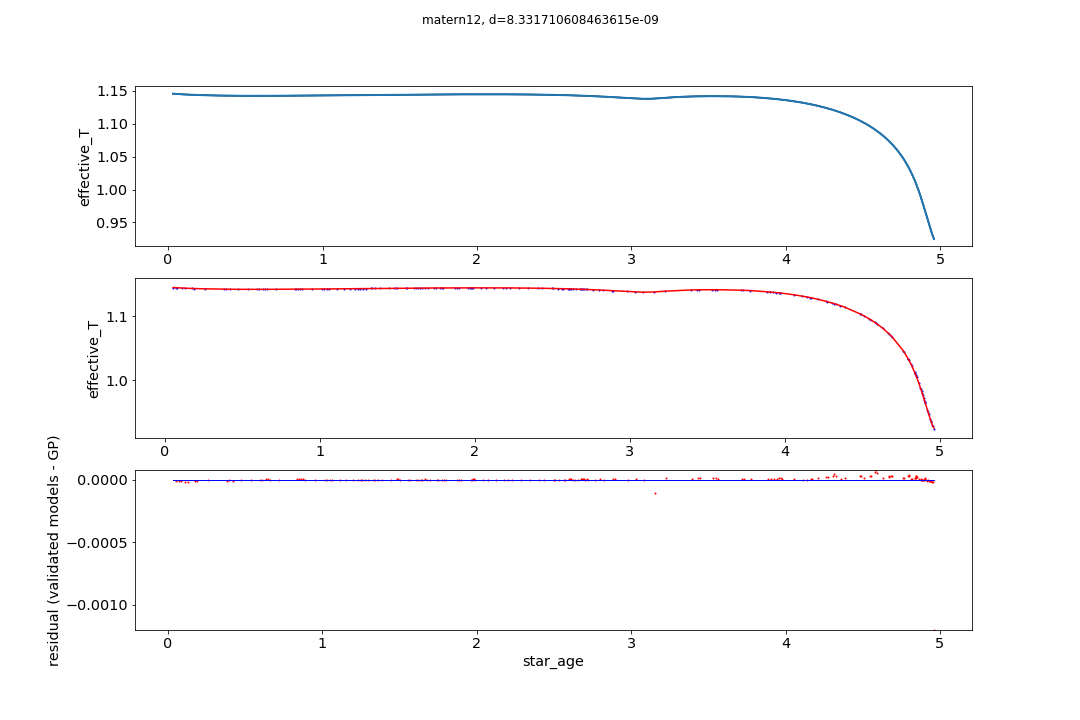 matern12, d=8.331710608463615e-09
1.15
1.10
1.05
1.00
0.95
effective_T
0 1 2 3 4 5
1.1
1.0
effective_T
0 1 2 3 4 5
0.0000
−0.0005
−0.0010
residual (validated models - GP)
0 1 2 3 4 5
star_age